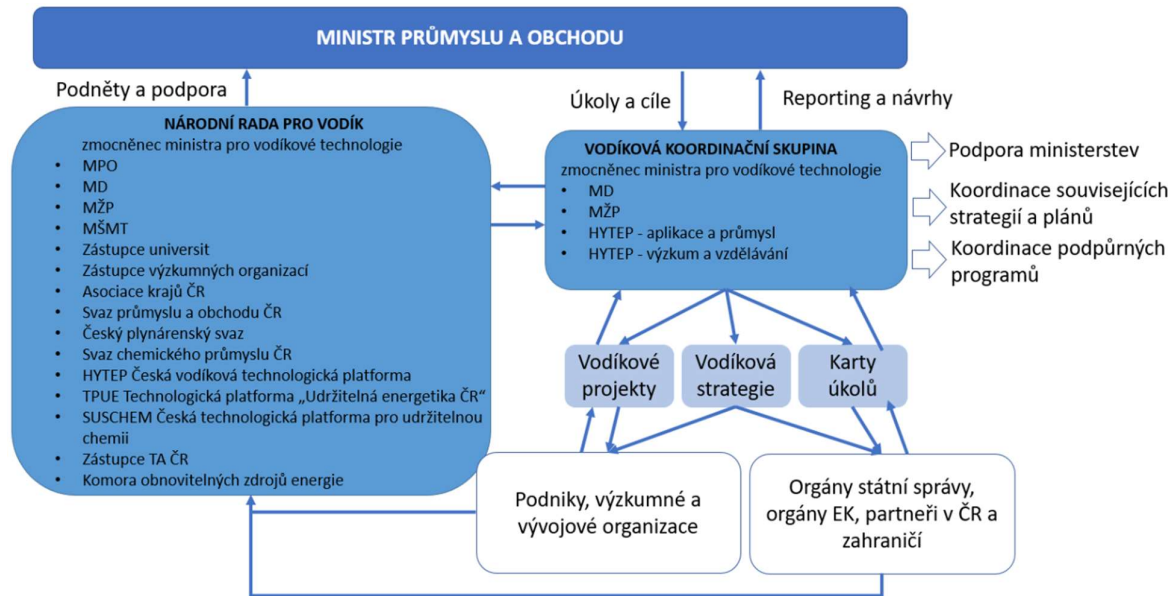 MINISTR PRŮMYSLU A OBCHODU
Podněty a podpora
Úkoly a cíle
Reporting a návrhy
NÁRODNÍ RADA PRO VODÍK
zmocněnec ministra pro vodíkové technologie
• MPO
• MD
• MŽP
• MŠMT
• Zástupce universit
• Zástupce výzkumných organizací
• Asociace krajů ČR
• Svaz průmyslu a obchodu ČR
• Český plynárenský svaz
• Svaz chemického průmyslu ČR
• HYTEP Česká vodíková technologická platforma
• TPUE Technologická platforma „Udržitelná energetika ČR“
• SUSCHEM Česká technologická platforma pro udržitelnou
chemii
• Zástupce TA ČR
• Komora obnovitelných zdrojů energie
VODÍKOVÁ KOORDINAČNÍ SKUPINA
zmocněnec ministra pro vodíkové technologie
• MD
• MŽP
• HYTEP - aplikace a průmysl
• HYTEP - výzkum a vzdělávání
Podpora ministerstev
Koordinace souvisejících
strategií a plánů
Koordinace podpůrných
programů
Vodíkové
projekty
Vodíková
strategie
Karty
úkolů
Podniky, výzkumné a
vývojové organizace
Orgány státní správy,
orgány EK, partneři v ČR a
zahraničí